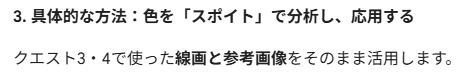 3. 具体的な方法：色を「スポイト」で分析し、応用する
クエスト3・4で使った線画と参考画像をそのまま活用します。